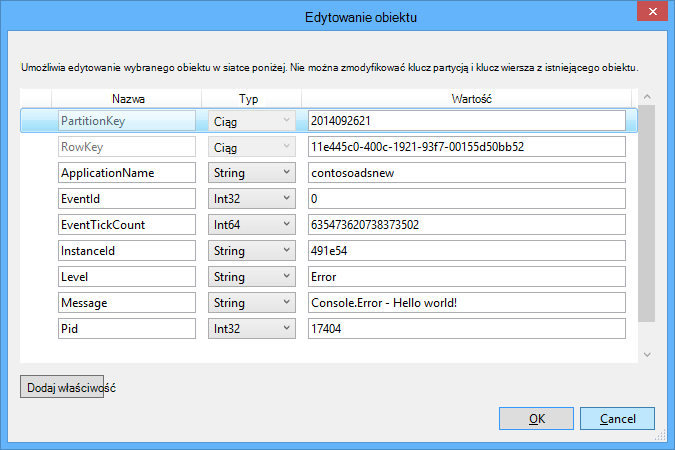 Edytowanie obiektu
Umożliwia edytowanie wybranego obiektu w siatce poniżej. Nie można zmodyfikować klucz partycją i klucz wiersza z istniejącego obiektu.
Nazwa Typ Wartość
PartitionKey Ciąg 2014092621
RowKey Ciąg 11e445c0-400c-1921-93f7-00155d50bb52
ApplicationName String contosoadsnew
EventId Int32 0
EventTickCount Int64 635473620738373502
InstanceId String 491e54
Level String Error
Message String Console.Error - Hello world!
Pid Int32 17404
Dodaj właściwość
OK Cancel